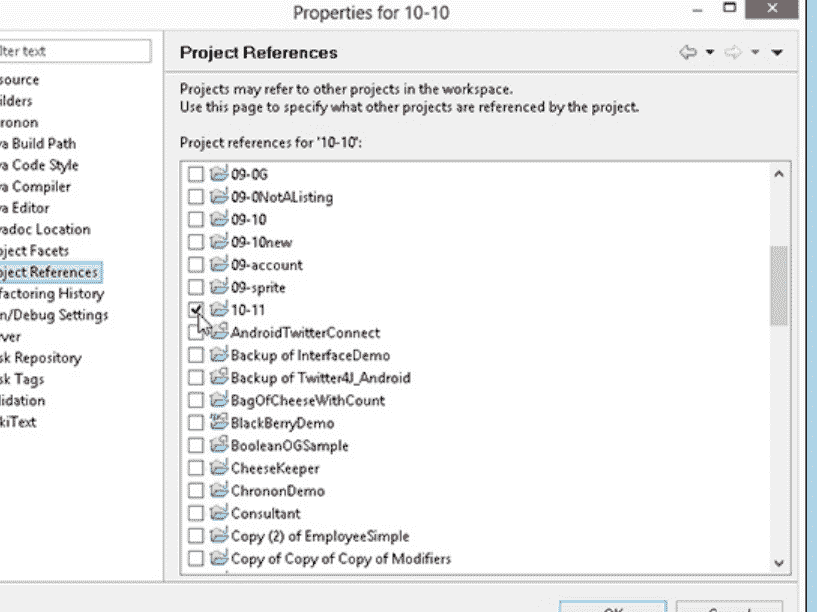 Properties for 10-10
lter text
Project References
source
ilders
ronon
va Build Path
va Code Style
va Compiler
va Editor
vadoc Location
oject Facets
oject References
factoring History
n/Debug Settings
rver
sk Repository
sk Tags
lidation
kiText
Projects may refer to other projects in the workspace.
Use this page to specify what other projects are referenced by the project.
Project references for '10-10':
09-0G
09-0NotAListing
09-10
09-10new
09-account
09-sprite
10-11
AndroidTwitterConnect
Backup of InterfaceDemo
Backup of Twitter4J_Android
BagOfCheeseWithCount
BlackBerryDemo
BooleanOGSample
CheeseKeeper
ChrononDemo
Consultant
Copy (2) of EmployeeSimple
Copy of Copy of Copy of Modifiers
OK